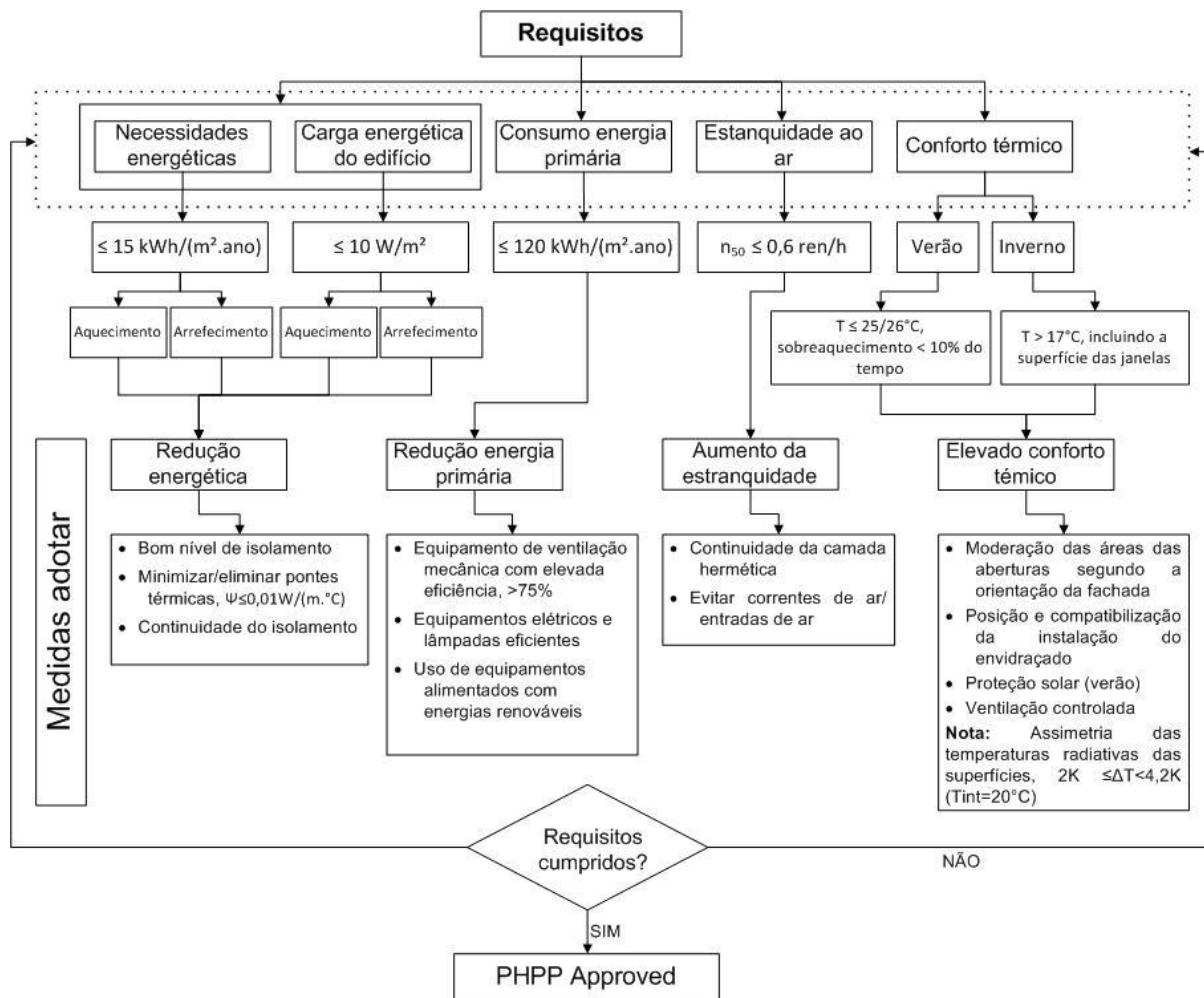 Requisitos
Necessidades
energéticas
Carga energética
do edifício
Consumo energia
primária
Estanquidade ao
ar
Conforto térmico
≤ 15 kWh/(m².ano)
≤ 10 W/m²
≤ 120 kWh/(m².ano)
n₅₀ ≤ 0,6 ren/h
Verão
Inverno
Aquecimento
Arrefecimento
Aquecimento
Arrefecimento
T ≤ 25/26°C,
sobreaquecimento < 10% do
tempo
T > 17°C, incluindo a
superfície das janelas
Medidas adotar
Redução
energética
Redução energia
primária
Aumento da
estranquidade
Elevado conforto
témico
• Bom nível de isolamento
• Minimizar/eliminar pontes
térmicas, Ψ≤0,01W/(m.°C)
• Continuidade do isolamento
• Equipamento de ventilação
mecânica com elevada
eficiência, >75%
• Equipamentos elétricos e
lâmpadas eficientes
• Uso de equipamentos
alimentados com
energias renováveis
• Continuidade da camada
hermética
• Evitar correntes de ar/
entradas de ar
• Moderação das áreas das
aberturas segundo a
orientação da fachada
• Posição e compatibilização
da instalação do
envidraçado
• Proteção solar (verão)
• Ventilação controlada
Nota: Assimetria das
temperaturas radiativas das
superfícies, 2K ≤ΔT<4,2K
(Tint=20°C)
Requisitos
cumpridos?
NÃO
SIM
PHPP Approved